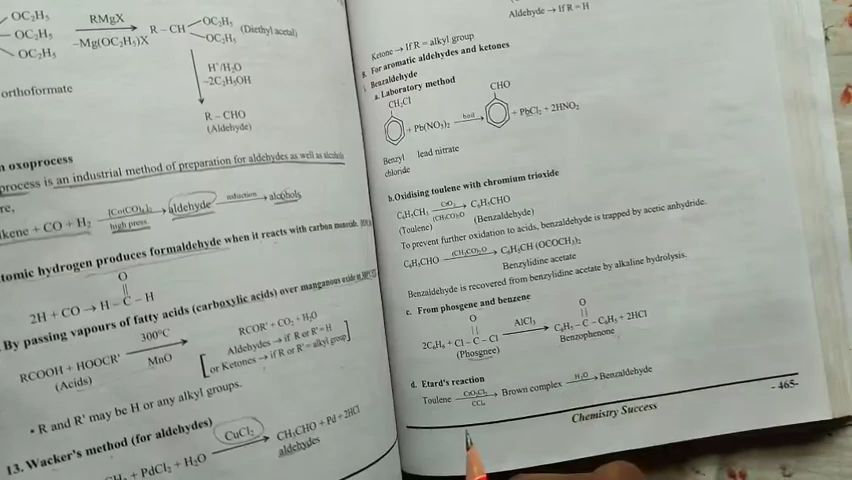 OC₂H₅
OC₂H₅
OC₂H₅
RMgX
−Mg(OC₂H₅)X
R – CH
OC₂H₅
OC₂H₅
(Diethyl acetal)
orthoformate
H⁺/H₂O
−2C₂H₅OH
R – CHO
(Aldehyde)
oxoprocess
process is an industrial method of preparation for aldehydes as well as alcohols
re,
kene + CO + H₂ [Co(CO)₄]₂ high press. aldehyde reduction alcohols
tomic hydrogen produces formaldehyde when it reacts with carbon
O
||
2H + CO → H – C – H
By passing vapours of fatty acids (carboxylic acids) over manganous oxide at
RCOOH + HOOCR' 300°C MnO RCOR' + CO₂ + H₂O
(Acids)
[Aldehydes → if R or R'= H
or Ketones → if R or R'= alkyl group]
• R and R' may be H or any alkyl groups.
13. Wacker's method (for aldehydes)
+ PdCl₂ + H₂O CuCl₂ CH₃CHO + Pd + 2HCl
aldehydes
Aldehyde → If R = H
Ketone → If R = alkyl group
B. For aromatic aldehydes and ketones
i. Benzaldehyde
a. Laboratory method
CH₂Cl
CHO
+ Pb(NO₃)₂ boil → + PbCl₂ + 2HNO₂
Benzyl chloride
lead nitrate
b. Oxidising toulene with chromium trioxide
C₆H₅CH₃ CrO₃ (CH₃CO)₂O → C₆H₅CHO
(Toulene) (Benzaldehyde)
To prevent further oxidation to acids, benzaldehyde is trapped by acetic anhydride.
C₆H₅CHO (CH₃CO)₂O → C₆H₅CH (OCOCH₃)₂
Benzylidine acetate
Benzaldehyde is recovered from benzylidine acetate by alkaline hydrolysis.
c. From phosgene and benzene
O
||
2C₆H₆ + Cl – C – Cl AlCl₃ →
(Phosgnee)
O
||
C₆H₅ – C – C₆H₅ + 2HCl
Benzophenone
d. Etard's reaction
Toulene CrO₂Cl₂ CCl₄ → Brown complex H₂O → Benzaldehyde
Chemistry Success
- 465-